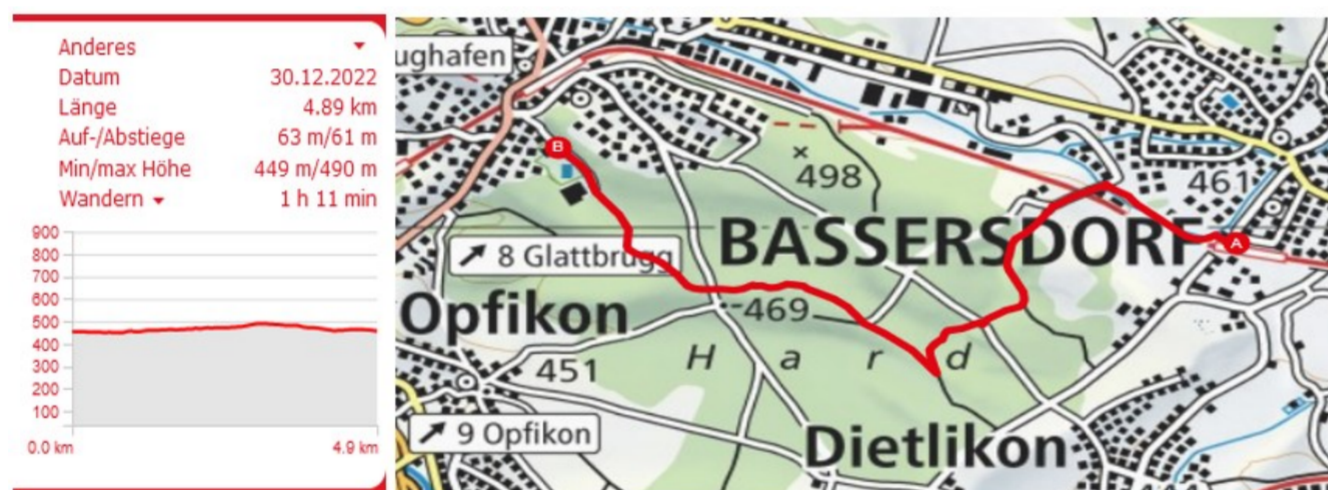 Anderes
Datum 30.12.2022
Länge 4.89 km
Auf-/Abstiege 63 m/61 m
Min/max Höhe 449 m/490 m
Wandern 1 h 11 min
900
800
700
600
500
400
300
200
100
0.0 km 4.9 km
ughafen
B
498
461
BASSERSDORF
A
8 Glattbrugg
Opfikon
469
H a r d
451
9 Opfikon
Dietlikon